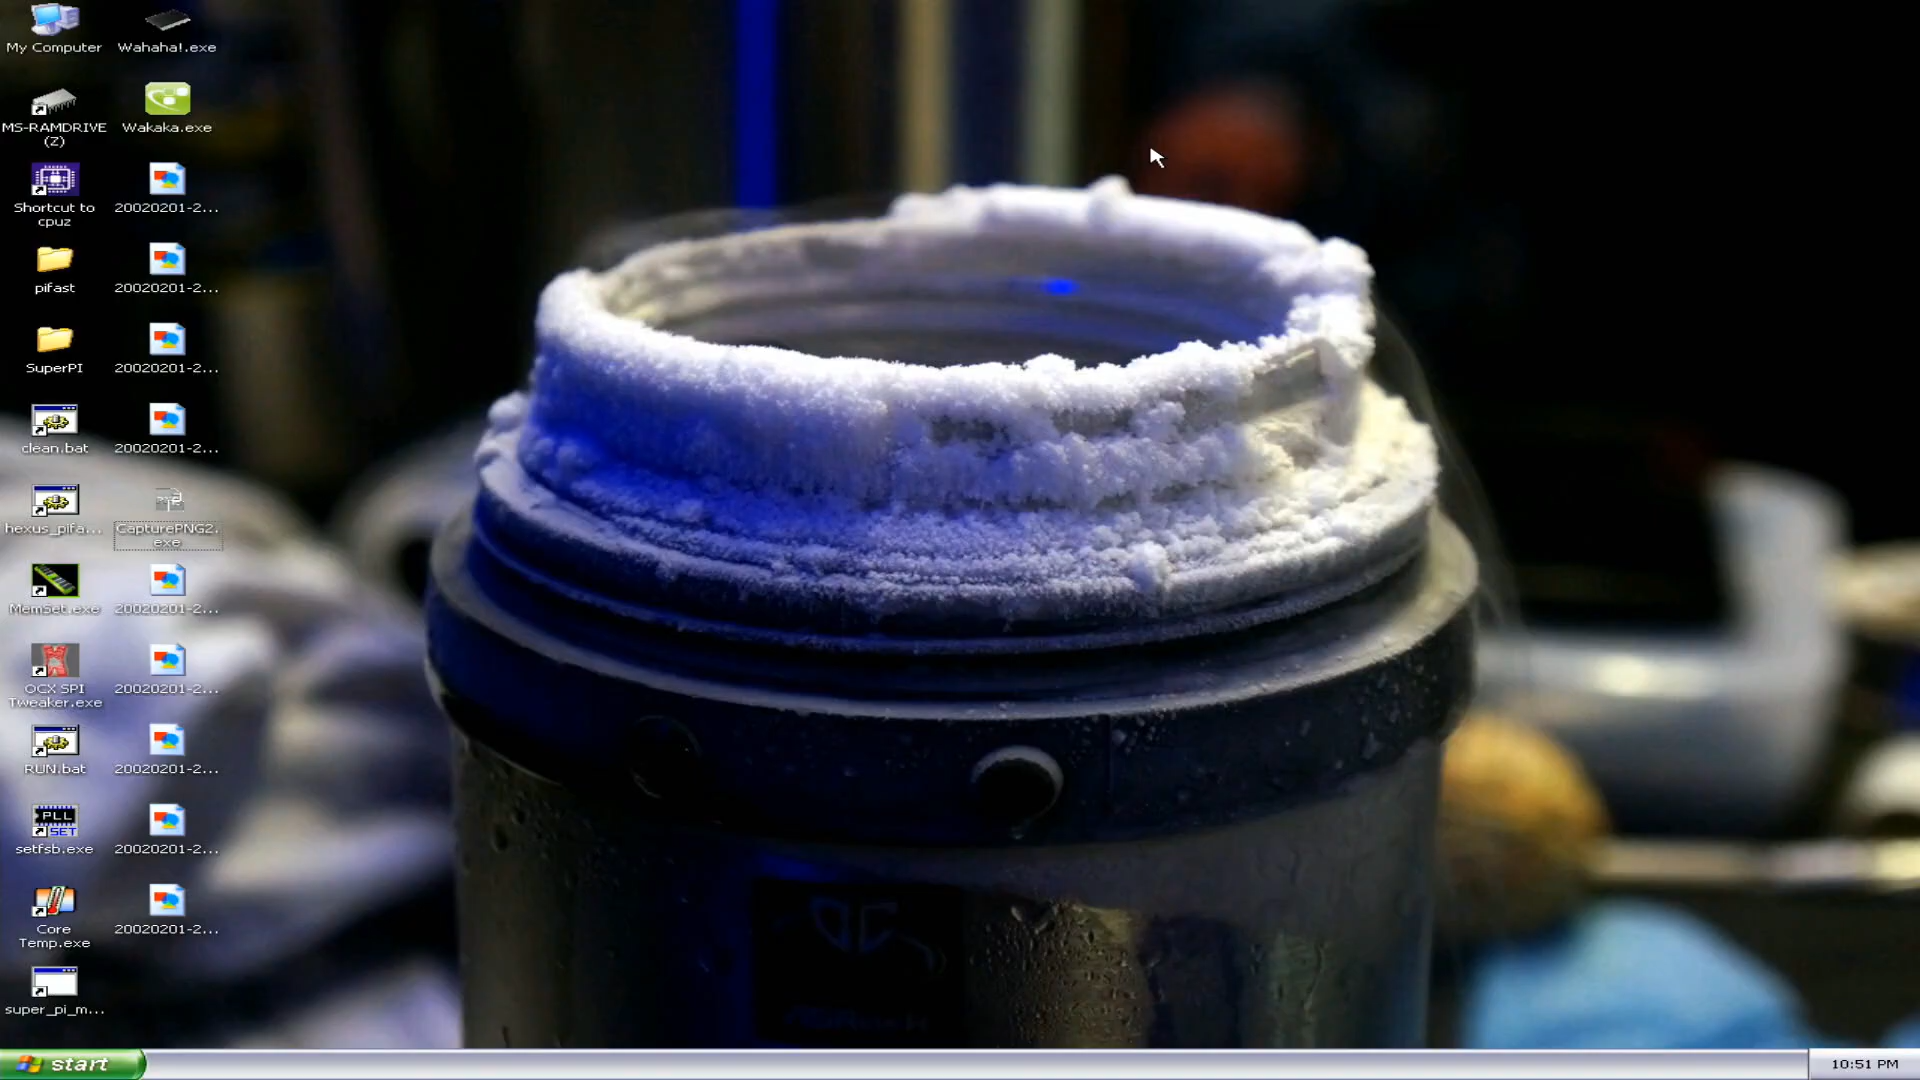 My Computer
Wahaha!.exe
MS-RAMDRIVE
(Z)
Wakaka.exe
Shortcut to
cpuz
20020201-2...
pifast
20020201-2...
SuperPI
20020201-2...
clean.bat
20020201-2...
hexus_pifa...
CapturePNG2.
exe
MemSet.exe
20020201-2...
OCX SPI
Tweaker.exe
20020201-2...
RUN.bat
20020201-2...
PLL
SET
setfsb.exe
20020201-2...
Core
Temp.exe
20020201-2...
super_pi_m...
start
10:51 PM